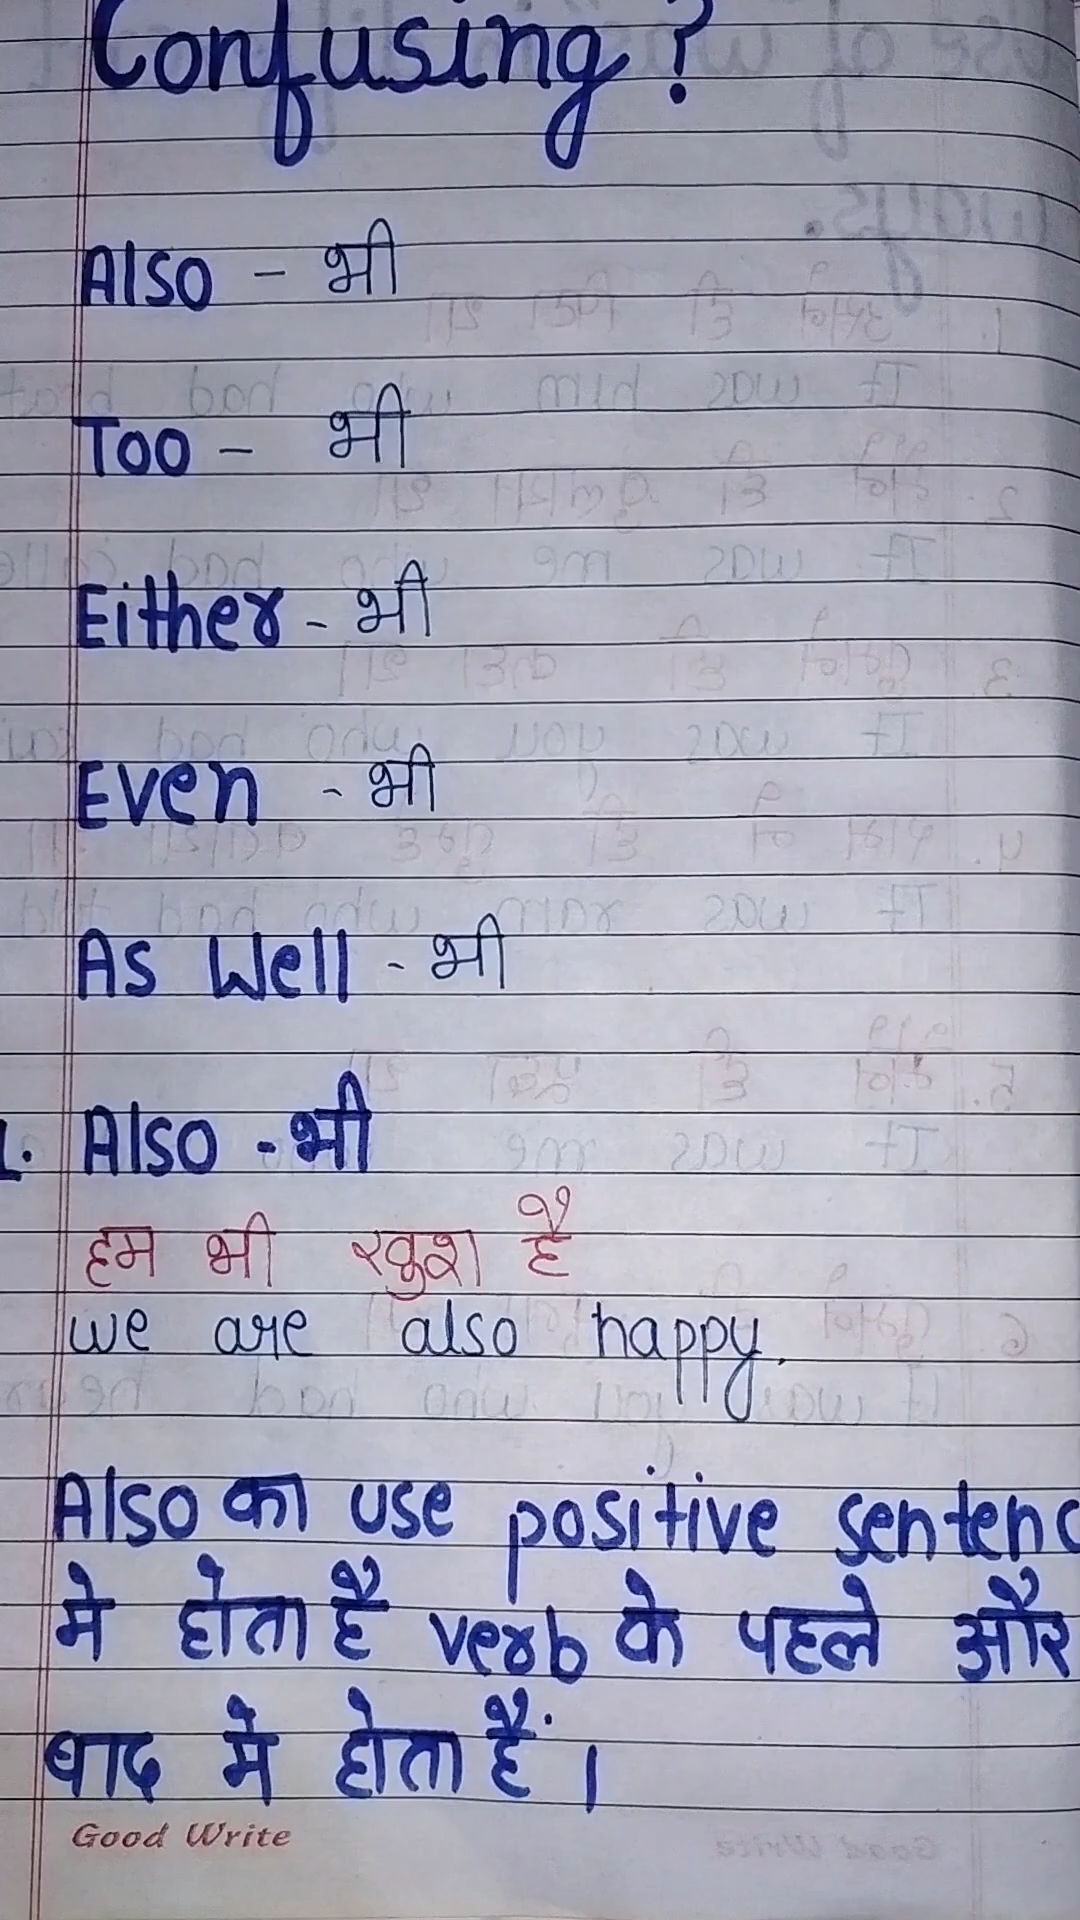 Confusing ?
Also - भी
Too - भी
Either - भी
Even - भी
As Well - भी
1. Also - भी
हम भी खुश है
we are also happy.
Also का use positive sentenc
मे होता है verb के पहले और
बाद मे होता हैं ।
Good Write